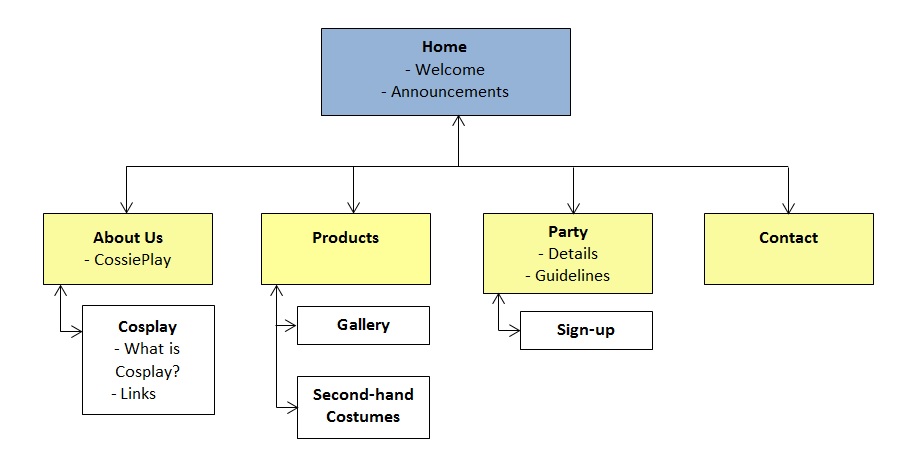 Home
- Welcome
- Announcements
About Us
- CossiePlay
Products
Party
- Details
- Guidelines
Contact
Cosplay
- What is
Cosplay?
- Links
Gallery
Second-hand
Costumes
Sign-up